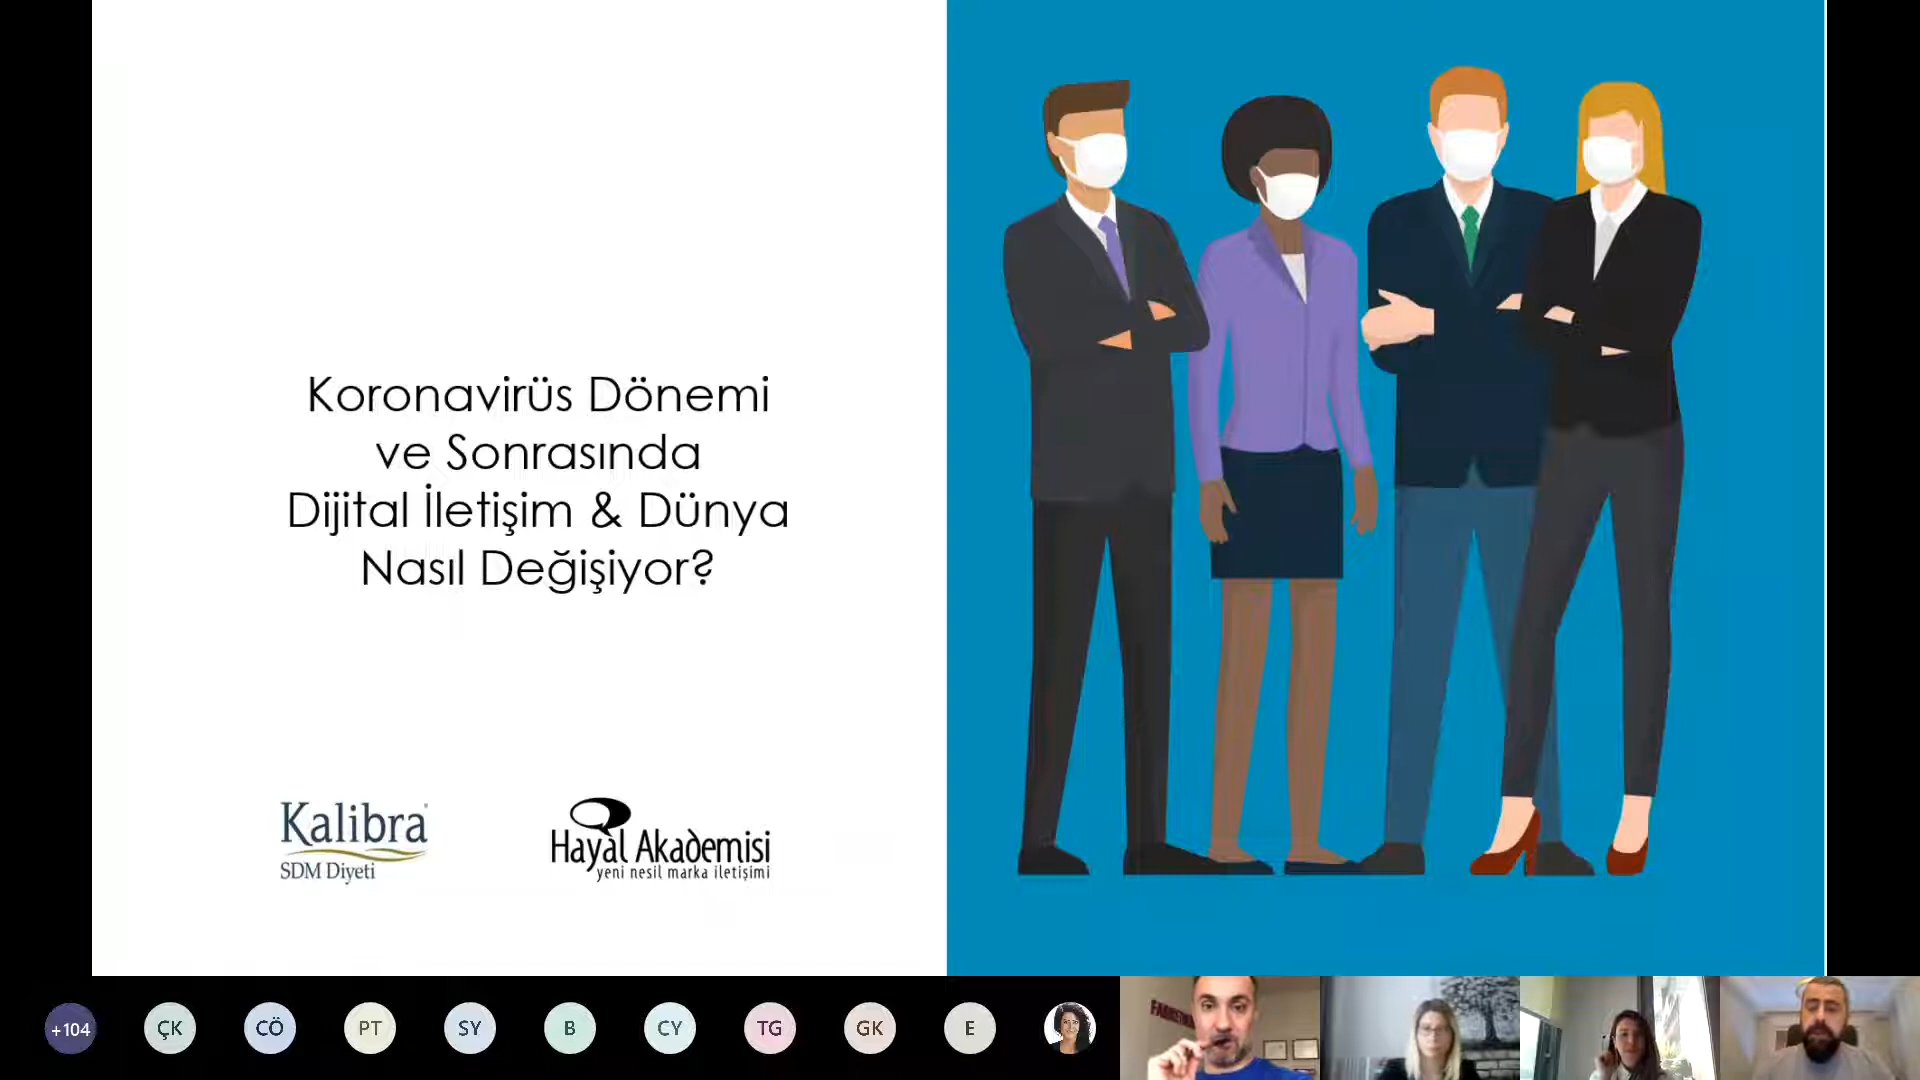 Koronavirüs Dönemi
ve Sonrasında
Dijital İletişim & Dünya
Nasıl Değişiyor?
Kalibra
SDM Diyeti
Hayal Akademisi
yeni nesil marka iletişimi
+104
ÇK
CÖ
PT
SY
B
CY
TG
GK
E